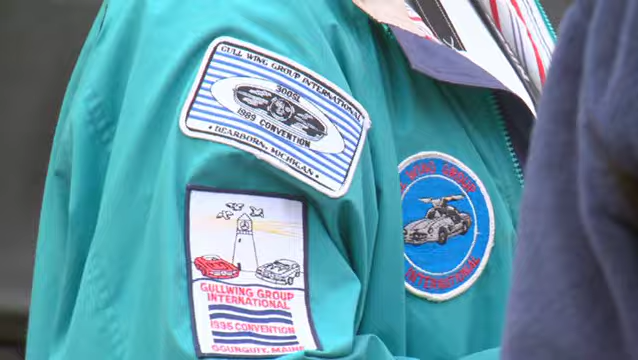 GULL WING GROUP INTERNATIONAL
300SL
1989 CONVENTION
• DEARBORN, MICHIGAN •
WING GROUP
INTERNATIONAL
GULLWING GROUP
INTERNATIONAL
1995 CONVENTION
OGUNQUIT, MAINE